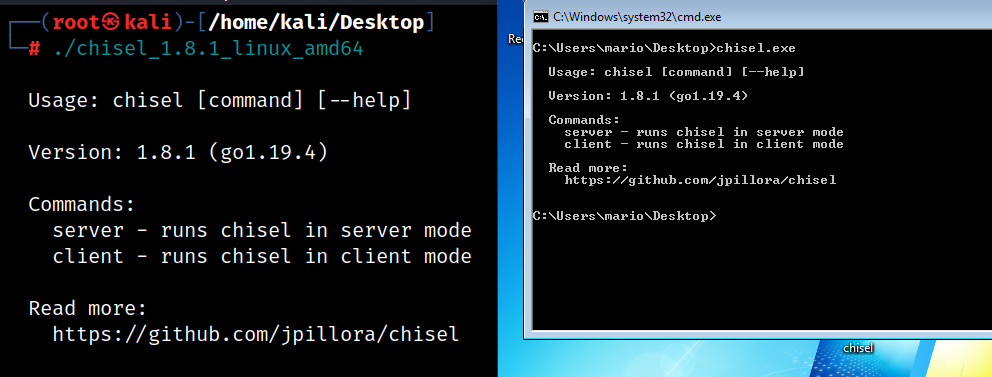 (root㉿kali)-[/home/kali/Desktop]
# ./chisel_1.8.1_linux_amd64
Usage: chisel [command] [--help]
Version: 1.8.1 (go1.19.4)
Commands:
server - runs chisel in server mode
client - runs chisel in client mode
Read more:
https://github.com/jpillora/chisel
Re
C:\Windows\system32\cmd.exe
C:\Users\mario\Desktop>chisel.exe
Usage: chisel [command] [--help]
Version: 1.8.1 (go1.19.4)
Commands:
server - runs chisel in server mode
client - runs chisel in client mode
Read more:
https://github.com/jpillora/chisel
C:\Users\mario\Desktop>
chisel